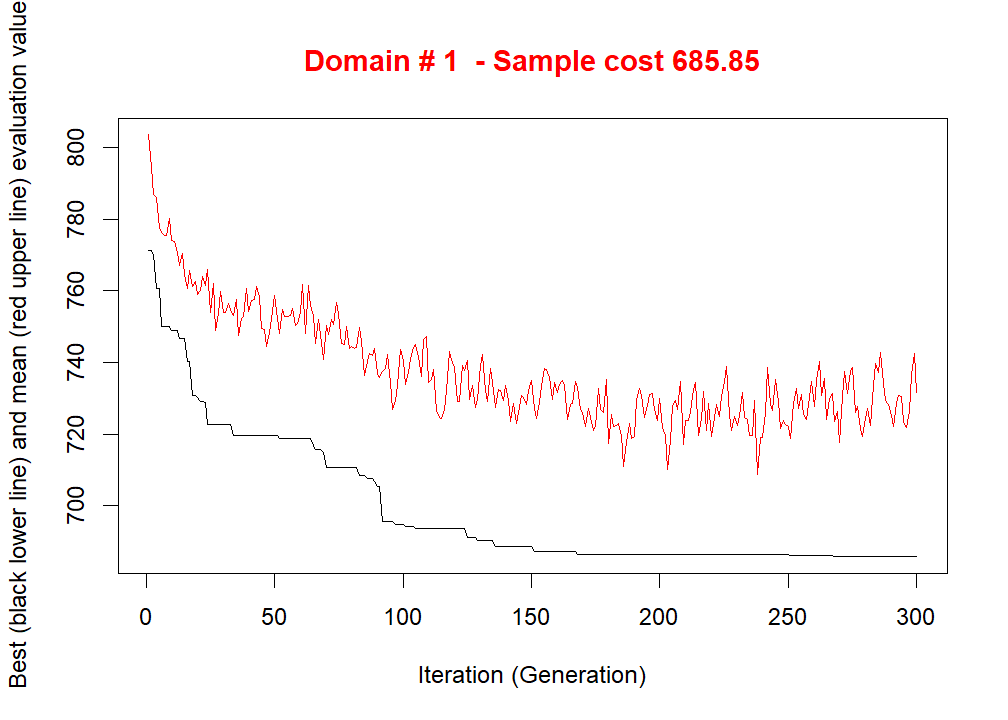 Domain # 1  - Sample cost 685.85
Best (black lower line) and mean (red upper line) evaluation value
800
780
760
740
720
700
0 50 100 150 200 250 300
Iteration (Generation)